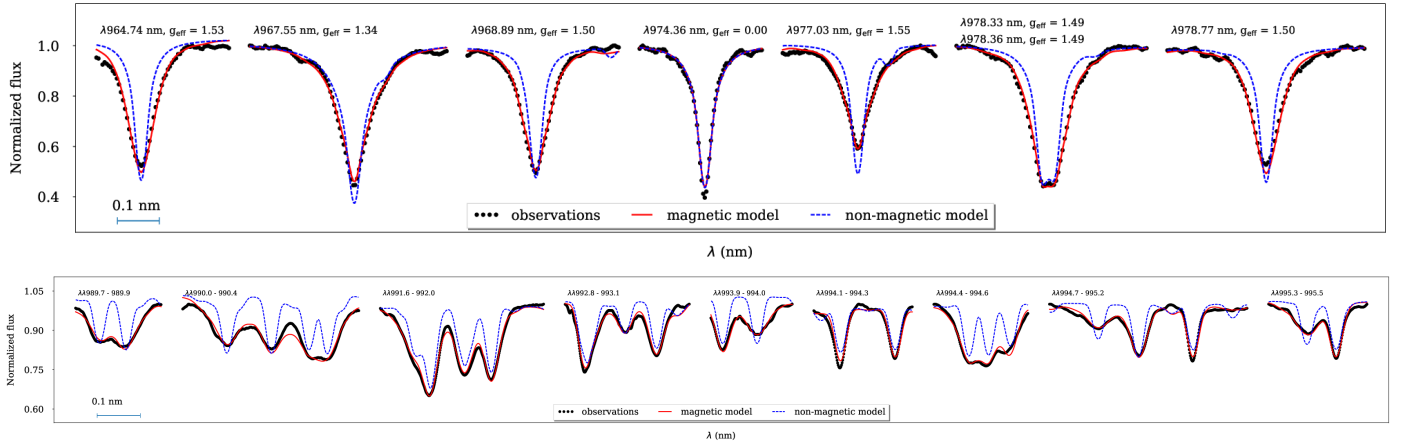 λ964.74 nm, g_eff = 1.53
λ967.55 nm, g_eff = 1.34
λ968.89 nm, g_eff = 1.50
λ974.36 nm, g_eff = 0.00
λ977.03 nm, g_eff = 1.55
λ978.33 nm, g_eff = 1.49
λ978.36 nm, g_eff = 1.49
λ978.77 nm, g_eff = 1.50
Normalized flux
1.0
0.8
0.6
0.4
0.1 nm
observations
magnetic model
non-magnetic model
λ (nm)
λλ989.7 - 989.9
λλ990.0 - 990.4
λλ991.6 - 992.0
λλ992.8 - 993.1
λλ993.9 - 994.0
λλ994.1 - 994.3
λλ994.4 - 994.6
λλ994.7 - 995.2
λλ995.3 - 995.5
Normalized flux
1.05
0.90
0.75
0.60
0.1 nm
observations
magnetic model
non-magnetic model
λ (nm)